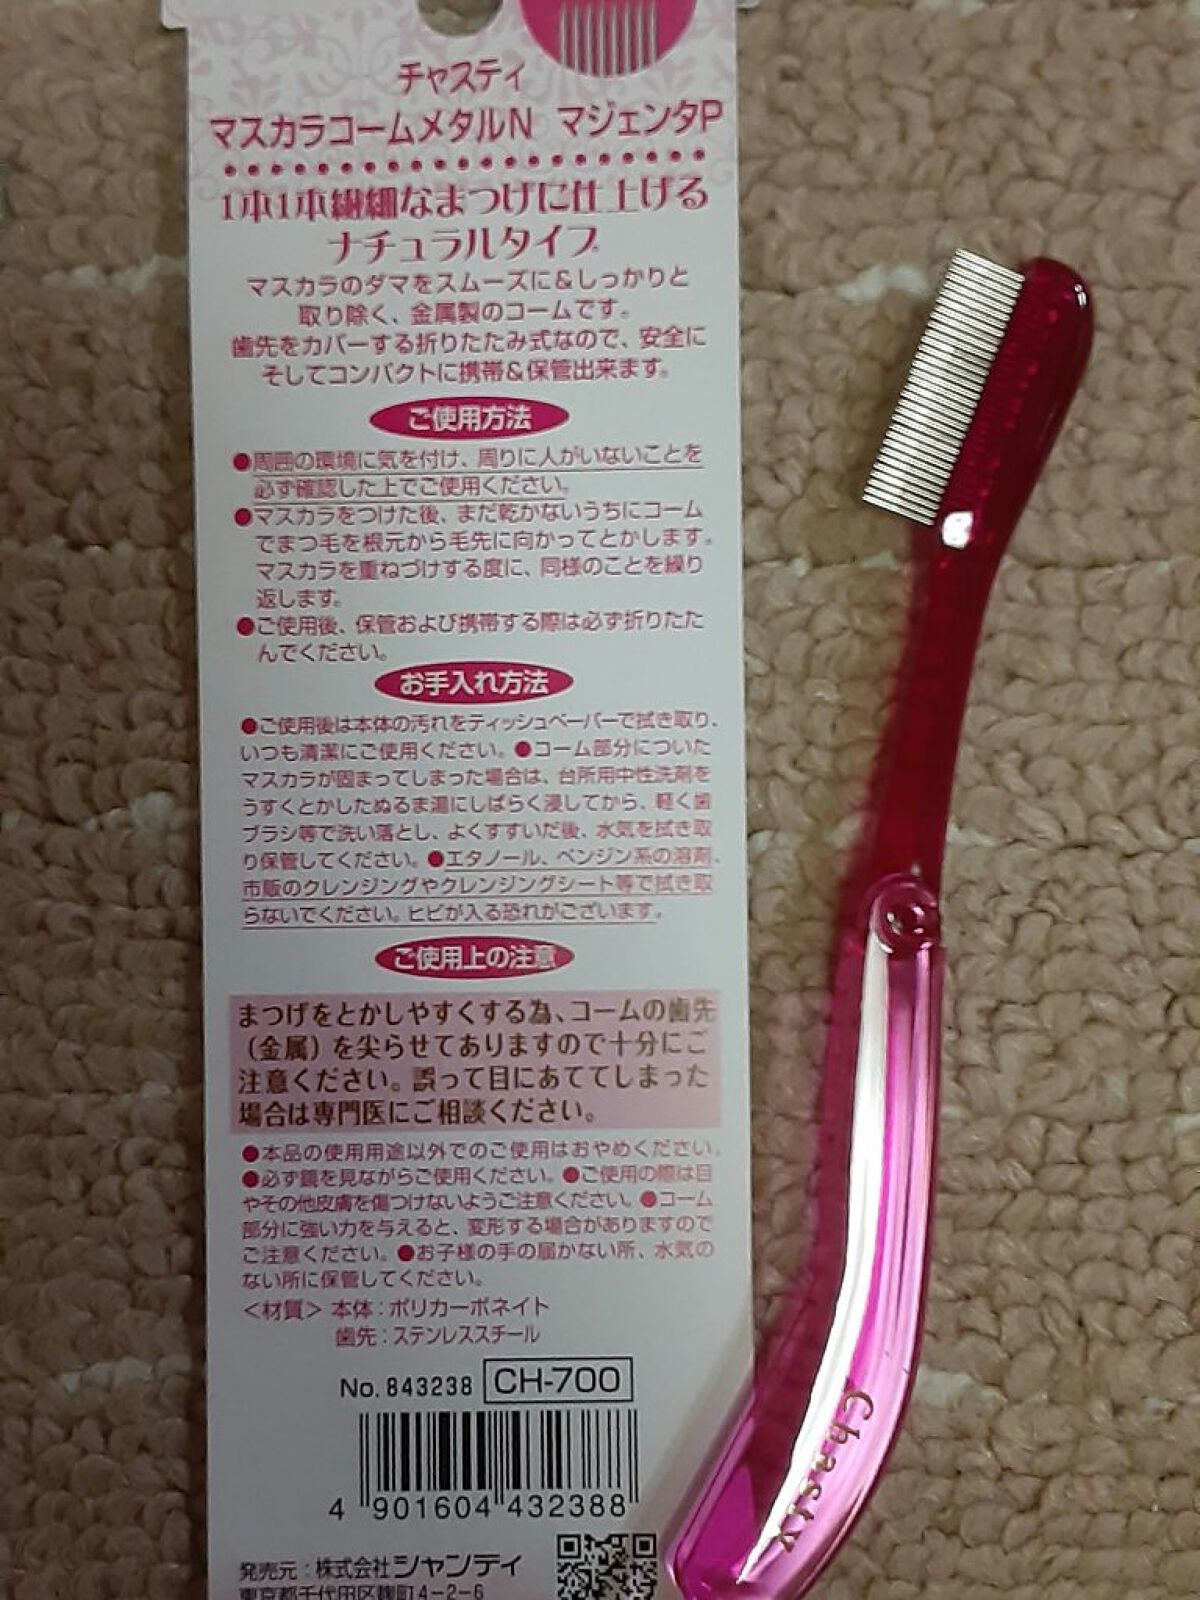 チャスティ
マスカラコームメタルN マジェンタP
1本1本繊細なまつげに仕上げる
ナチュラルタイプ
マスカラのダマをスムーズに&しっかりと
取り除く、金属製のコームです。
歯先をカバーする折りたたみ式なので、安全に
そしてコンパクトに携帯&保管出来ます。
ご使用方法
●周囲の環境に気を付け、周りに人がいないことを
必ず確認した上でご使用ください。
●マスカラをつけた後、まだ乾かないうちにコーム
でまつ毛を根元から毛先に向かってとかします。
マスカラを重ねづけする度に、同様のことを繰り
返します。
●ご使用後、保管および携帯する際は必ず折りたた
んでください。
お手入れ方法
●ご使用後は本体の汚れをティッシュペーパーで拭き取り、
いつも清潔にご使用ください。●コーム部分についた
マスカラが固まってしまった場合は、台所用中性洗剤を
うすくとかしたぬるま湯にしばらく浸してから、軽く歯
ブラシ等で洗い落とし、よくすすいだ後、水気を拭き取
り保管してください。●エタノール、ベンジン系の溶剤、
市販のクレンジングやクレンジングシート等で拭き取
らないでください。ヒビが入る恐れがございます。
ご使用上の注意
まつげをとかしやすくする為、コームの歯先
（金属）を尖らせてありますので十分にご
注意ください。誤って目にあててしまった
場合は専門医にご相談ください。
●本品の使用用途以外でのご使用はおやめください。
●必ず鏡を見ながらご使用ください。●ご使用の際は目
やその他皮膚を傷つけないようご注意ください。●コーム
部分に強い力を与えると、変形する場合がありますので
ご注意ください。●お子様の手の届かない所、水気の
ない所に保管してください。
＜材質＞本体：ポリカーボネイト
歯先：ステンレススチール
No. 843238 CH-700
4 901604 432388
発売元：株式会社シャンティ
東京都千代田区麹町4-2-6
Chasty